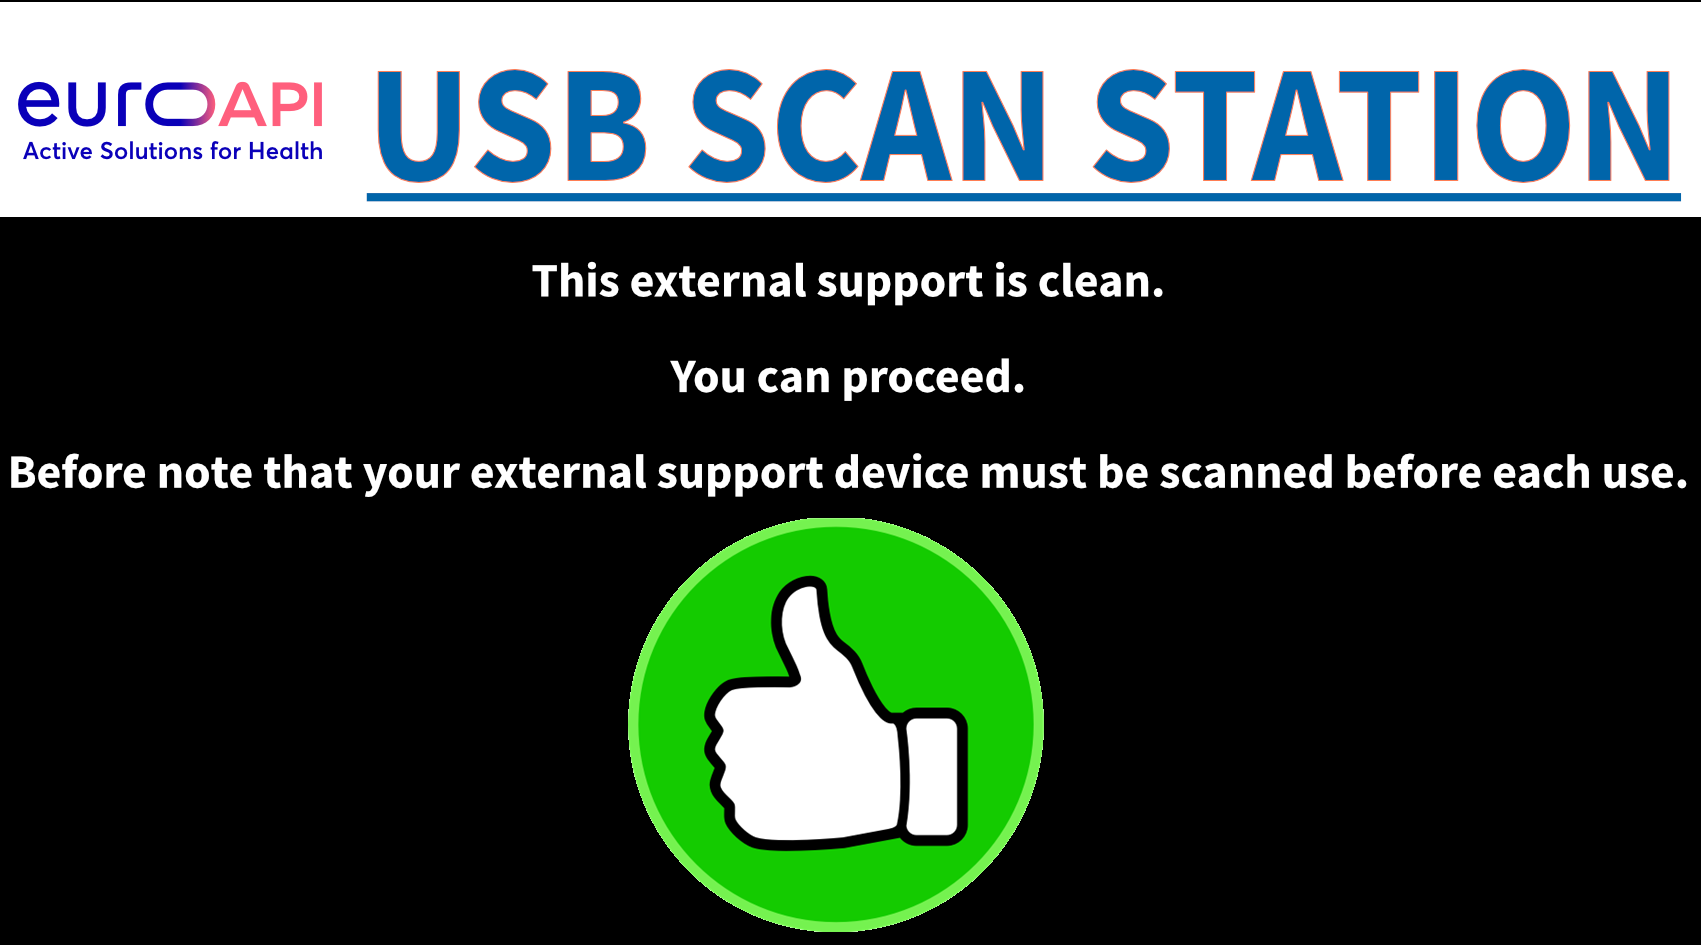 euroAPI
Active Solutions for Health
USB SCAN STATION
This external support is clean.
You can proceed.
Before note that your external support device must be scanned before each use.